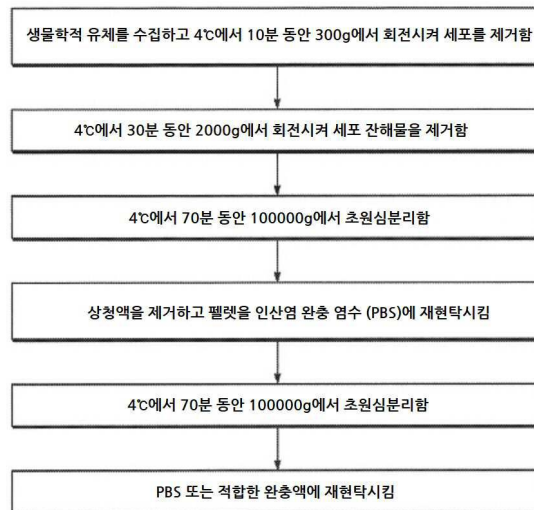 생물학적 유체를 수집하고 4℃에서 10분 동안 300g에서 회전시켜 세포를 제거함
4℃에서 30분 동안 2000g에서 회전시켜 세포 잔해물을 제거함
4℃에서 70분 동안 100000g에서 초원심분리함
상청액을 제거하고 펠렛을 인산염 완충 염수 (PBS)에 재현탁시킴
4℃에서 70분 동안 100000g에서 초원심분리함
PBS 또는 적합한 완충액에 재현탁시킴